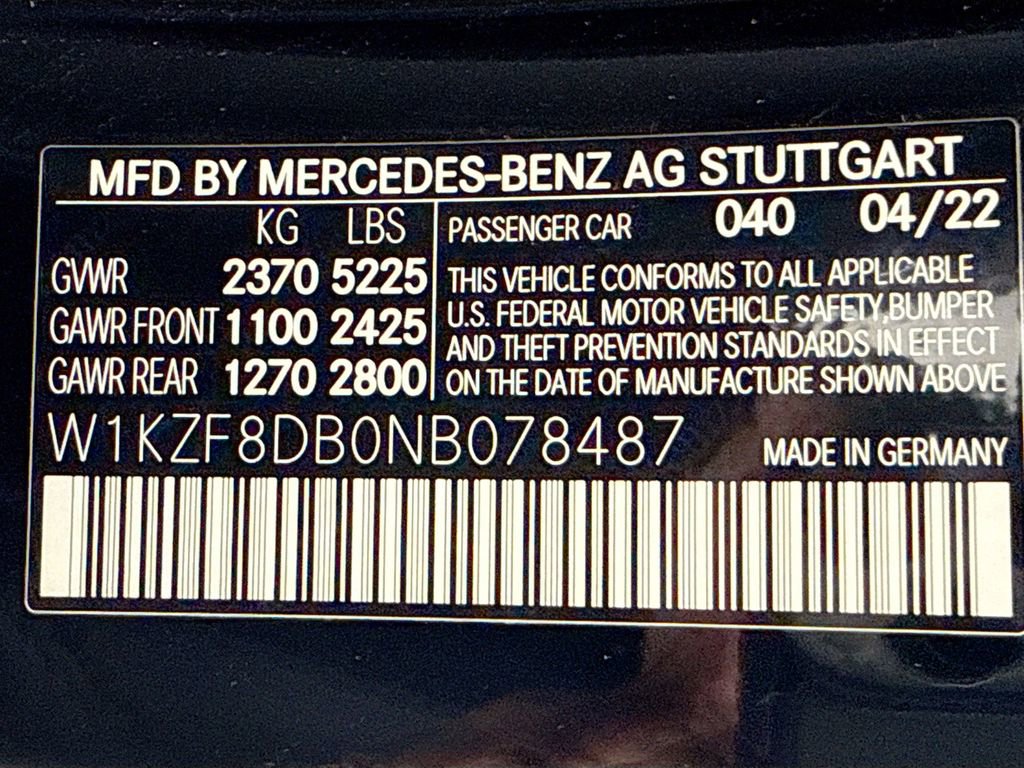 MFD BY MERCEDES-BENZ AG STUTTGART
KG LBS
GVWR 2370 5225
GAWR FRONT 1100 2425
GAWR REAR 1270 2800
PASSENGER CAR 040 04/22
THIS VEHICLE CONFORMS TO ALL APPLICABLE
U.S. FEDERAL MOTOR VEHICLE SAFETY,BUMPER
AND THEFT PREVENTION STANDARDS IN EFFECT
ON THE DATE OF MANUFACTURE SHOWN ABOVE
W1KZF8DB0NB078487
MADE IN GERMANY